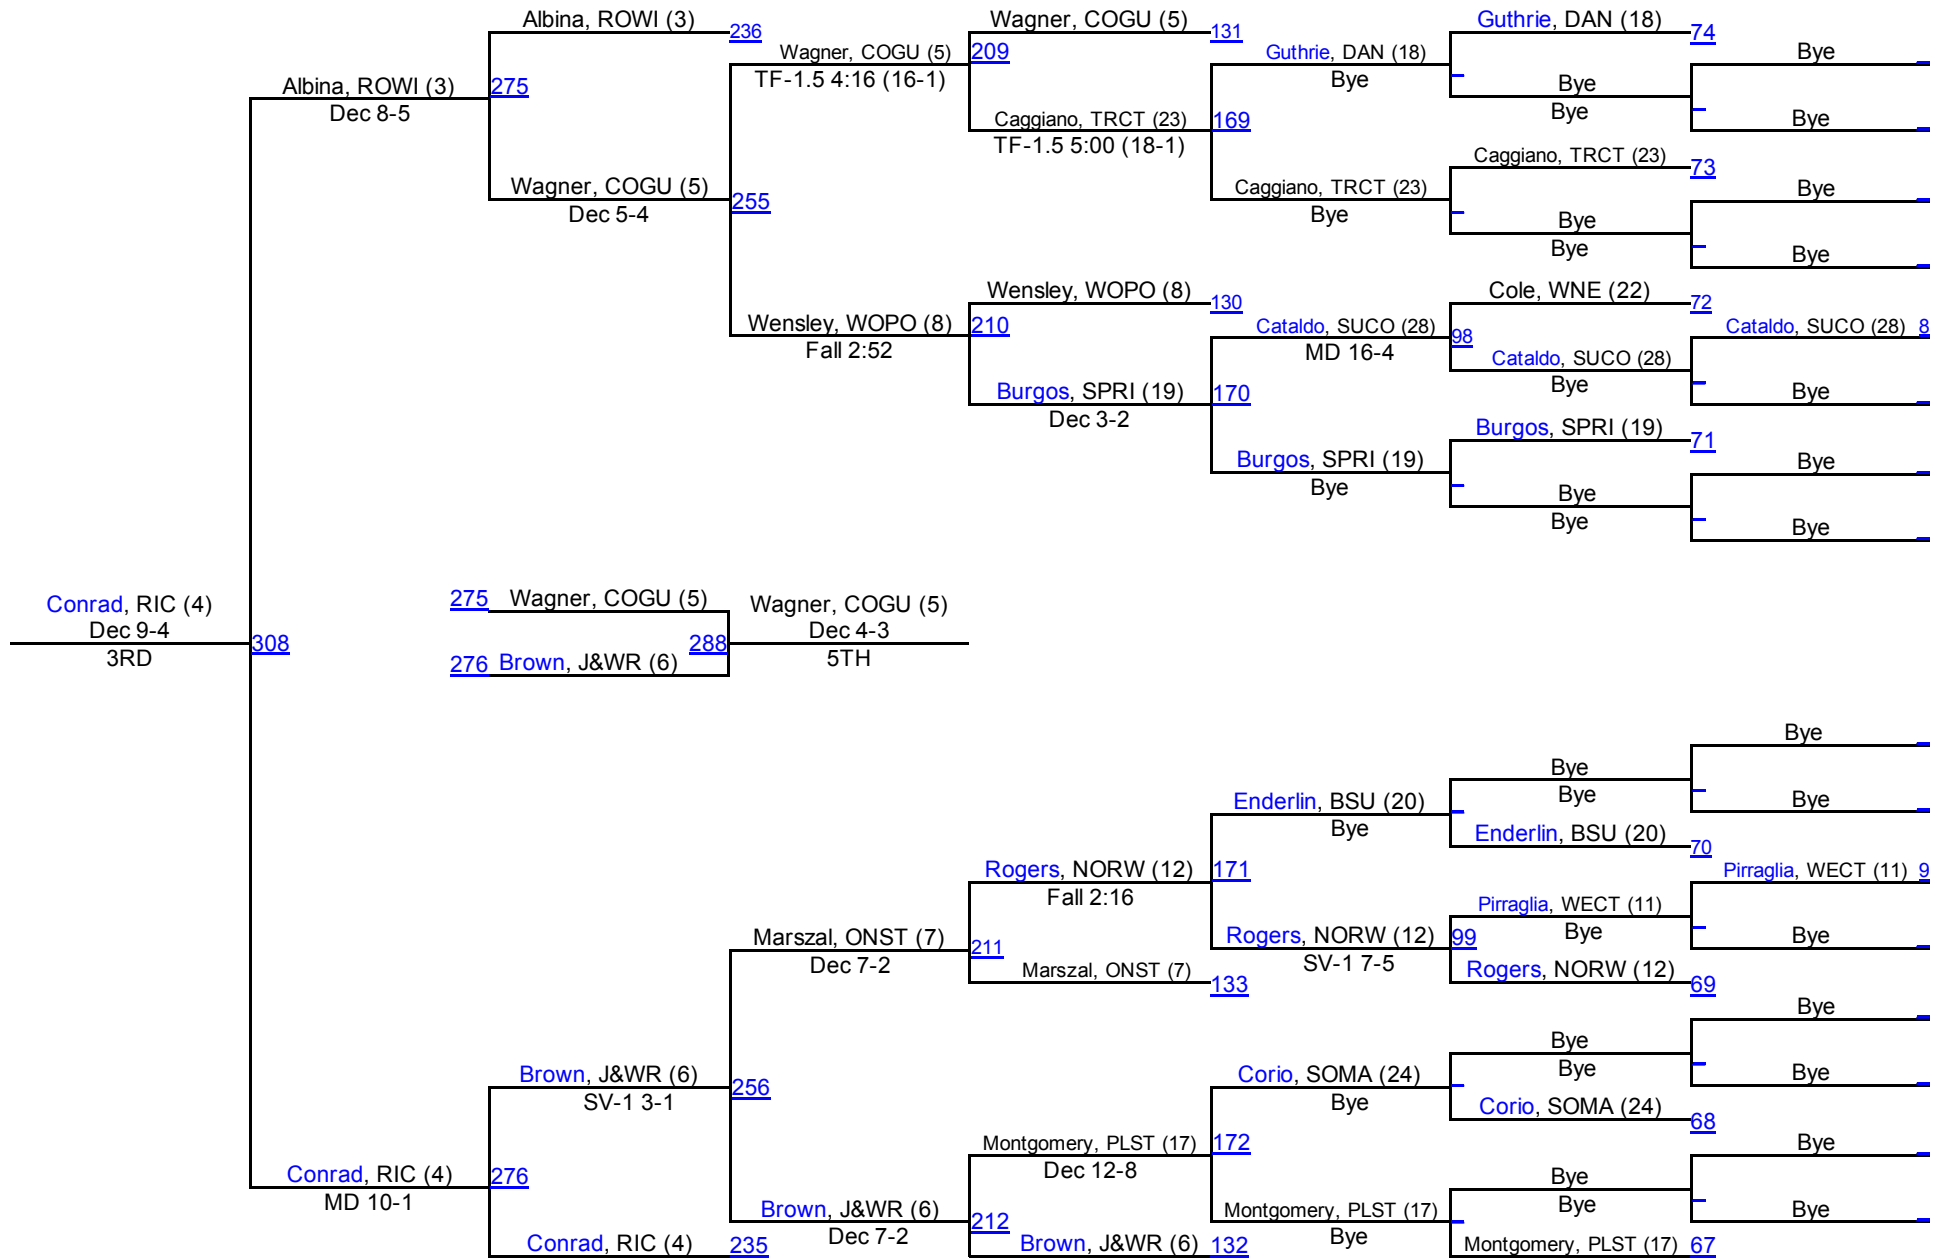 Albina, ROWI (3)
236
Wagner, COGU (5)
131
Guthrie, DAN (18)
74
Bye
Wagner, COGU (5)
209
TF-1.5 4:16 (16-1)
Guthrie, DAN (18)
Bye
Bye
Bye
Albina, ROWI (3)
275
Dec 8-5
Caggiano, TRCT (23)
169
TF-1.5 5:00 (18-1)
Bye
Caggiano, TRCT (23)
73
Wagner, COGU (5)
255
Dec 5-4
Caggiano, TRCT (23)
Bye
Bye
Bye
Bye
Bye
Wensley, WOPO (8)
130
Cole, WNE (22)
72
Wensley, WOPO (8)
210
Fall 2:52
Cataldo, SUCO (28)
98
MD 16-4
Cataldo, SUCO (28)
8
Cataldo, SUCO (28)
Bye
Burgos, SPRI (19)
170
Dec 3-2
Bye
Burgos, SPRI (19)
71
Burgos, SPRI (19)
Bye
Bye
Bye
Bye
Bye
Conrad, RIC (4)
Dec 9-4
308
3RD
275
Wagner, COGU (5)
288
276
Brown, J&WR (6)
Wagner, COGU (5)
Dec 4-3
5TH
Bye
Bye
Bye
Enderlin, BSU (20)
Bye
Bye
Enderlin, BSU (20)
70
Rogers, NORW (12)
171
Fall 2:16
Pirraglia, WECT (11)
9
Pirraglia, WECT (11)
Bye
Marszal, ONST (7)
211
Dec 7-2
Rogers, NORW (12)
99
SV-1 7-5
Bye
Marszal, ONST (7)
133
Rogers, NORW (12)
69
Bye
Bye
Bye
Brown, J&WR (6)
256
SV-1 3-1
Corio, SOMA (24)
Bye
Bye
Corio, SOMA (24)
68
Montgomery, PLST (17)
172
Dec 12-8
Bye
Conrad, RIC (4)
276
MD 10-1
Bye
Bye
Brown, J&WR (6)
212
Dec 7-2
Montgomery, PLST (17)
Bye
Bye
Conrad, RIC (4)
235
Brown, J&WR (6)
132
Montgomery, PLST (17)
67